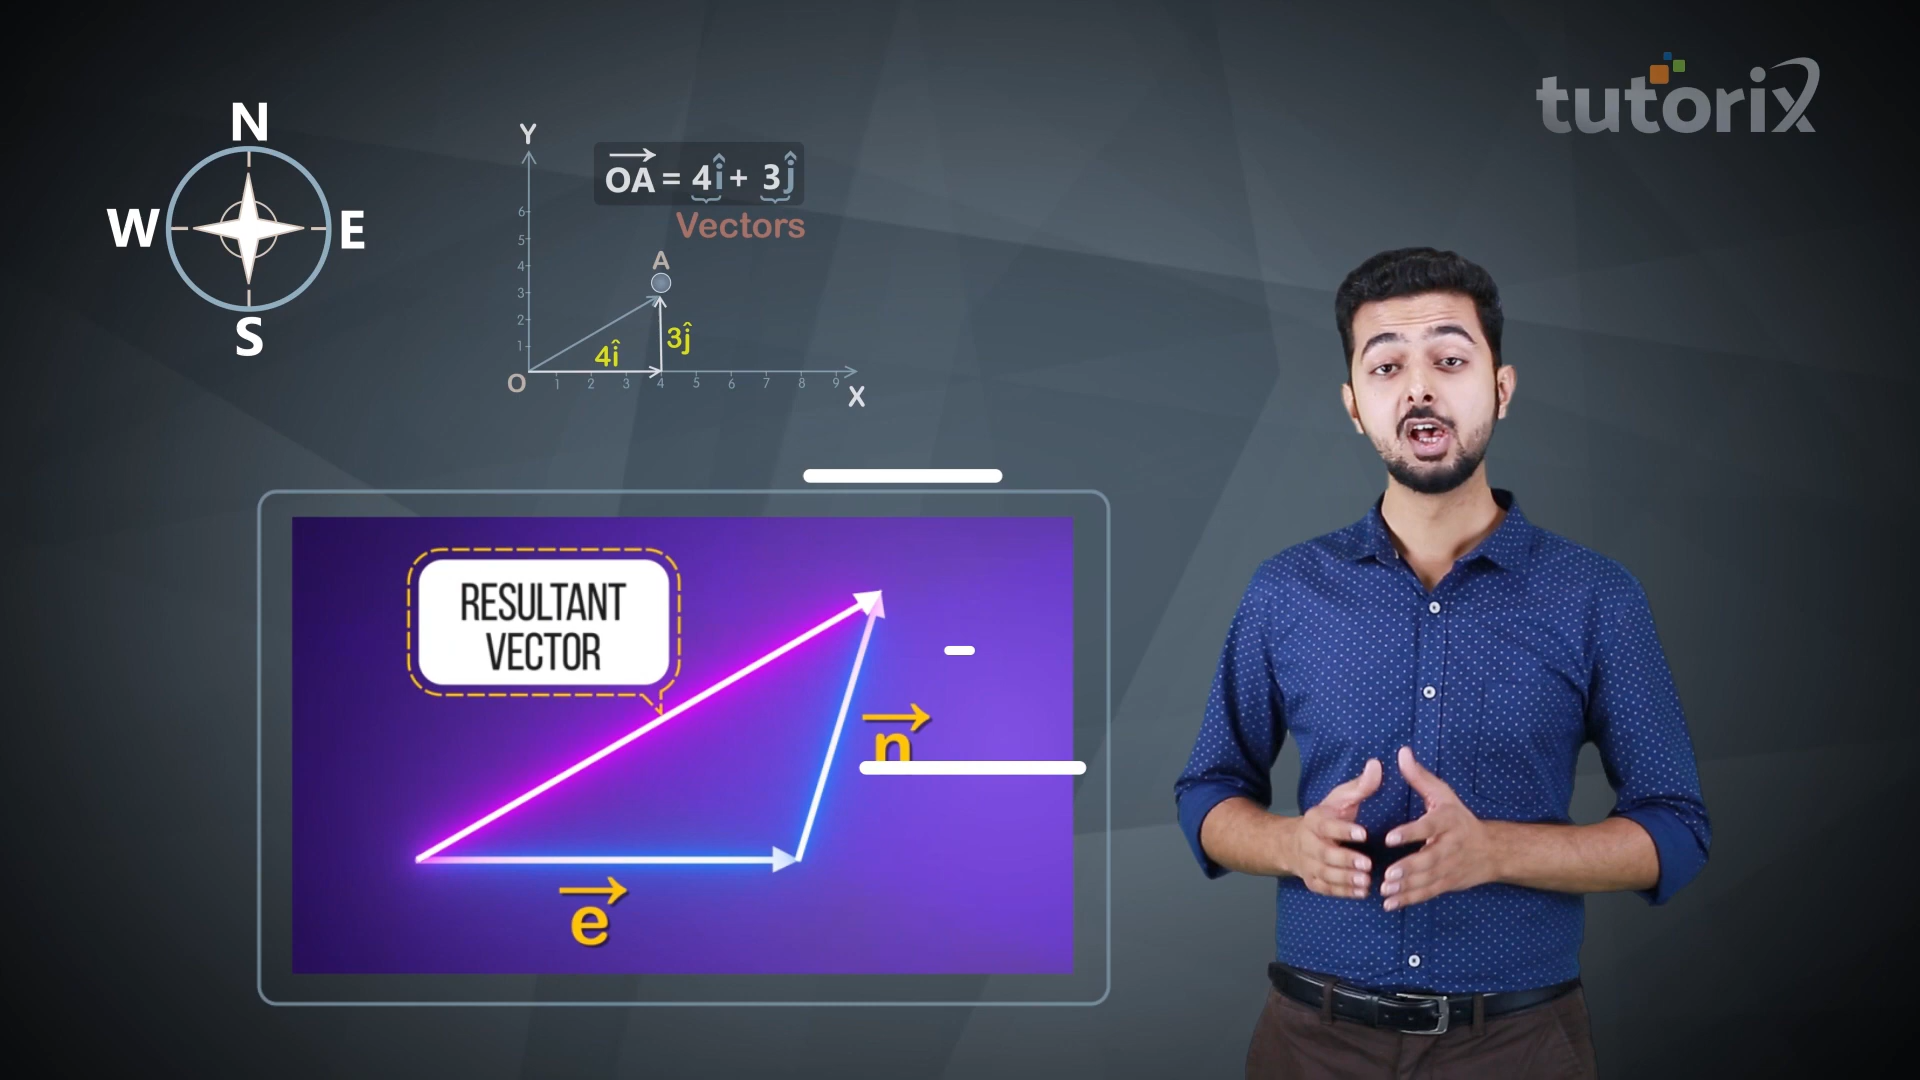 tutorix
N
W E
S
Y
OA = 4î + 3ĵ
Vectors
6
5
4
3
2
1
A
3ĵ
4î
O
1 2 3 4 5 6 7 8 9
X
RESULTANT
VECTOR
n
e